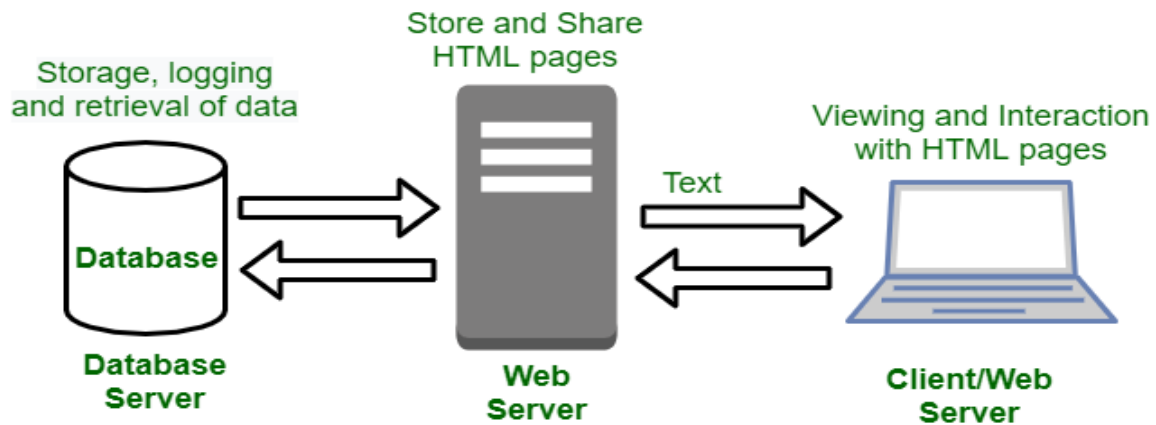 Storage, logging
and retrieval of data
Database
Database
Server
Store and Share
HTML pages
Web
Server
Text
Viewing and Interaction
with HTML pages
Client/Web
Server